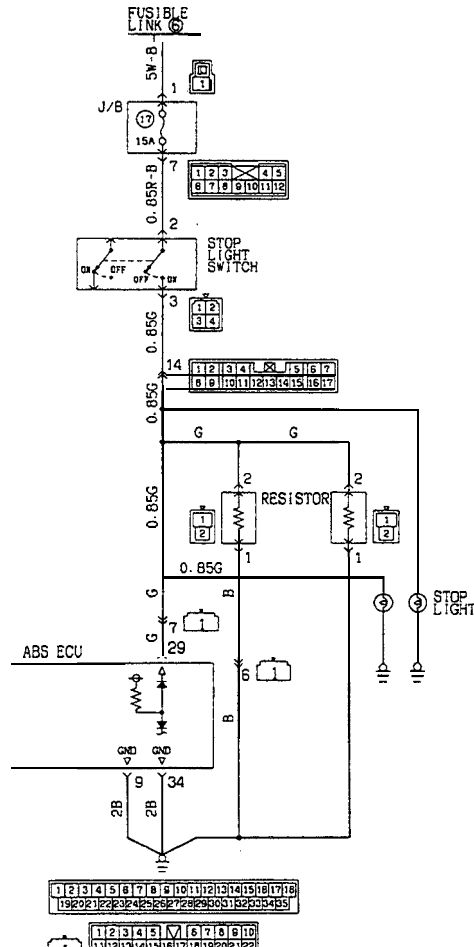 FUSIBLE
LINK 6
5W-B
1
1
J/B
17
15A
7
1 2 3 4 5
6 7 8 9 10 11 12
0.85R-B
2
STOP
LIGHT
SWITCH
ON OFF OFF ON
3
1 2
3 4
0.85G
14
1 2 3 4 5 6 7
8 9 10 11 12 13 14 15 16 17
0.85G
G G
2 2
0.85G
RESISTOR
1
2
1
2
1 1
0.85G
G
B
STOP
LIGHT
7
1
G
29
ABS ECU
6
1
B
GND GND
9 34
2B 2B
1 2 3 4 5 6 7 8 9 10 11 12 13 14 15 16 17 18
19 20 21 22 23 24 25 26 27 28 29 30 31 32 33 34 35
1 2 3 4 5 6 7 8 9 10
11 12 13 14 15 16 17 18 19 20 21 22